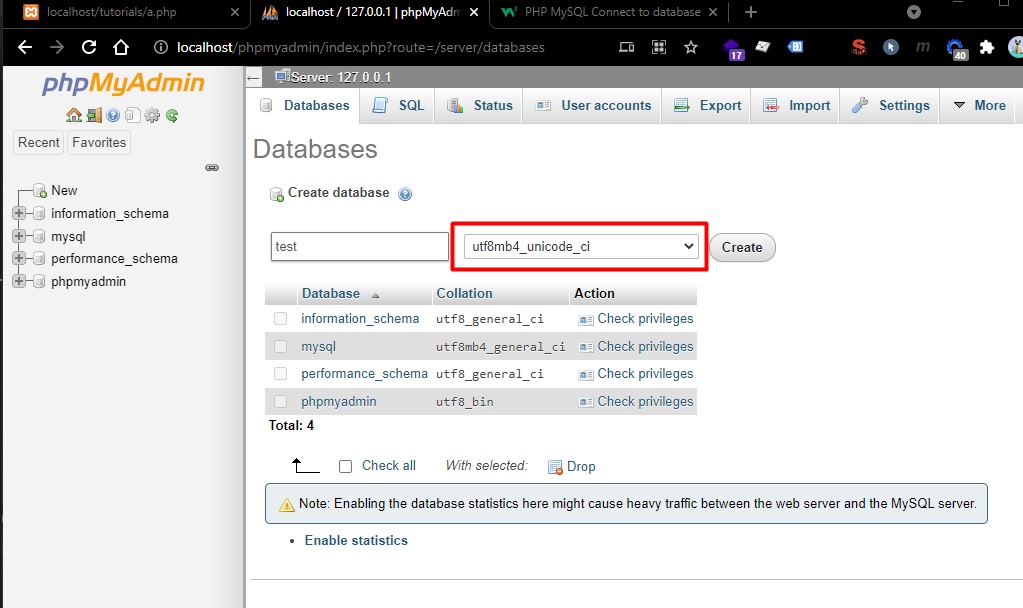 localhost/tutorials/a.php
localhost / 127.0.0.1 | phpMyAdm
PHP MySQL Connect to database
localhost/phpmyadmin/index.php?route=/server/databases
17
40
phpMyAdmin
Recent
Favorites
New
information_schema
mysql
performance_schema
phpmyadmin
Server: 127.0.0.1
Databases
SQL
Status
User accounts
Export
Import
Settings
More
Databases
Create database
test
utf8mb4_unicode_ci
Create
Database Collation Action
information_schema utf8_general_ci Check privileges
mysql utf8mb4_general_ci Check privileges
performance_schema utf8_general_ci Check privileges
phpmyadmin utf8_bin Check privileges
Total: 4
Check all With selected: Drop
Note: Enabling the database statistics here might cause heavy traffic between the web server and the MySQL server.
Enable statistics